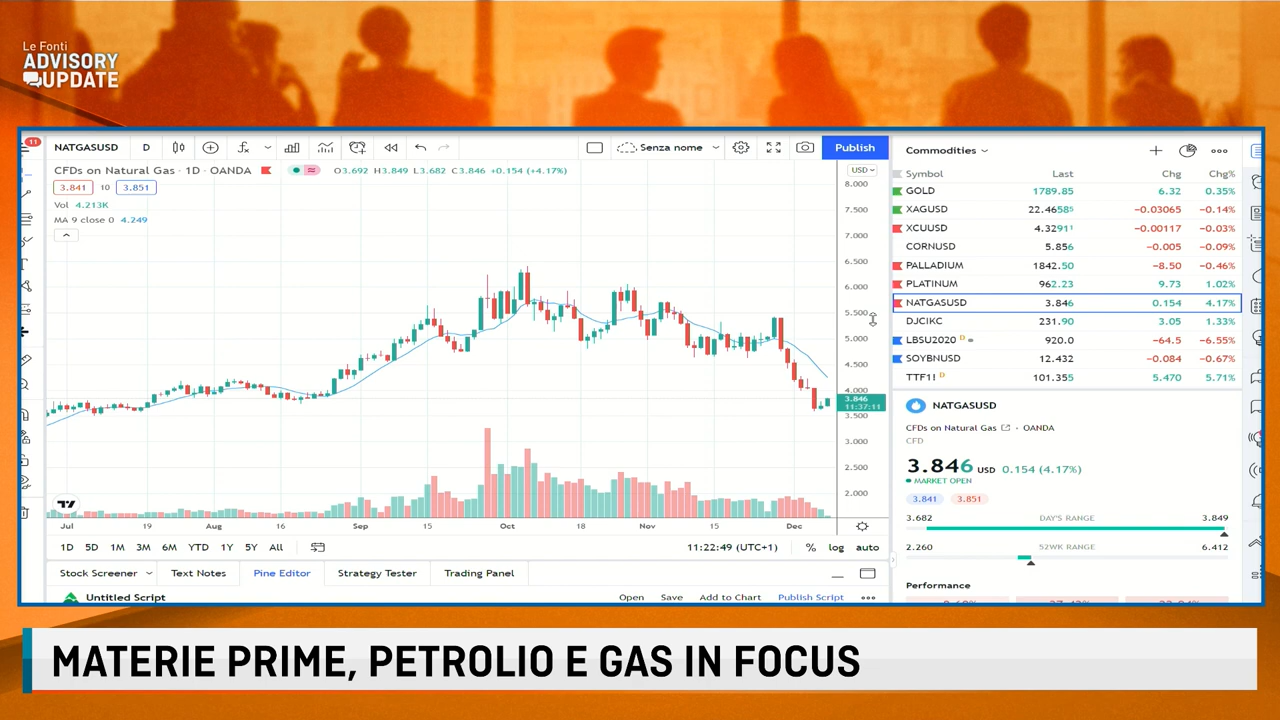 Le Fonti
ADVISORY
UPDATE
11
NATGASUSD D Senza nome Publish
CFDs on Natural Gas · 1D · OANDA O3.692 H3.849 L3.682 C3.846 +0.154 (+4.17%)
USD
3.841 10 3.851
Vol 4.213K
MA 9 close 0 4.249
8.000
7.500
7.000
6.500
6.000
5.500
5.000
4.500
4.000
3.846
11:37:11
3.500
3.000
2.500
2.000
Jul 19 Aug 16 Sep 15 Oct 18 Nov 15 Dec
1D 5D 1M 3M 6M YTD 1Y 5Y All 11:22:49 (UTC+1) % log auto
Stock Screener Text Notes Pine Editor Strategy Tester Trading Panel
Untitled Script Open Save Add to Chart Publish Script
Commodities
Symbol Last Chg Chg%
GOLD 1789.85 6.32 0.35%
XAGUSD 22.4658⁵ −0.03065 −0.14%
XCUUSD 4.3291¹ −0.00117 −0.03%
CORNUSD 5.856 −0.005 −0.09%
PALLADIUM 1842.50 −8.50 −0.46%
PLATINUM 962.23 9.73 1.02%
NATGASUSD 3.846 0.154 4.17%
DJCIKC 231.90 3.05 1.33%
LBSU2020 D 920.0 −64.5 −6.55%
SOYBNUSD 12.432 −0.084 −0.67%
TTF1! D 101.355 5.470 5.71%
NATGASUSD
CFDs on Natural Gas · OANDA
CFD
3.846 USD 0.154 (4.17%)
MARKET OPEN
3.841 3.851
3.682 DAY'S RANGE 3.849
2.260 52WK RANGE 6.412
Performance
MATERIE PRIME, PETROLIO E GAS IN FOCUS